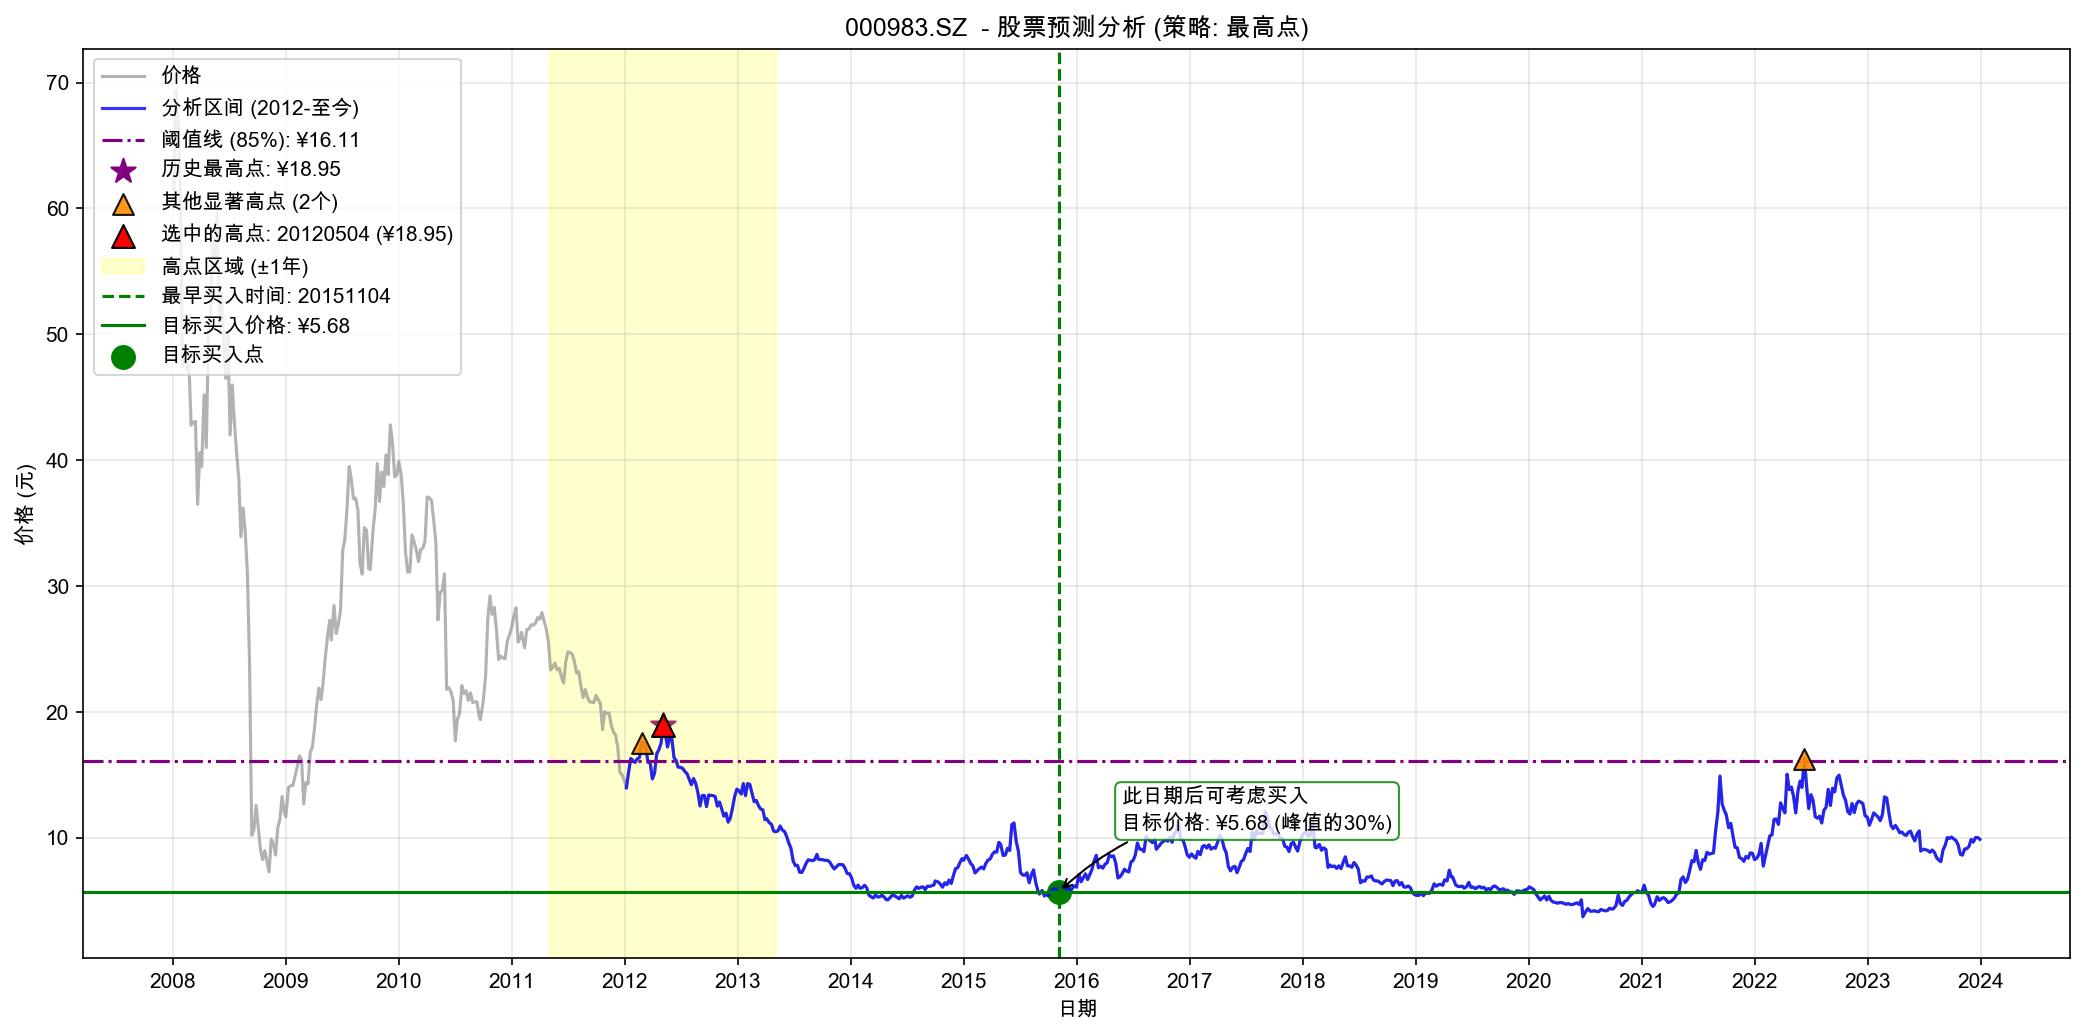 000983.SZ - 股票预测分析 (策略: 最高点)
价格
分析区间 (2012-至今)
阈值线 (85%): ¥16.11
历史最高点: ¥18.95
其他显著高点 (2个)
选中的高点: 20120504 (¥18.95)
高点区域 (±1年)
最早买入时间: 20151104
目标买入价格: ¥5.68
目标买入点
70
60
50
40
30
20
10
价格 (元)
此日期后可考虑买入
目标价格: ¥5.68 (峰值的30%)
2008 2009 2010 2011 2012 2013 2014 2015 2016 2017 2018 2019 2020 2021 2022 2023 2024
日期